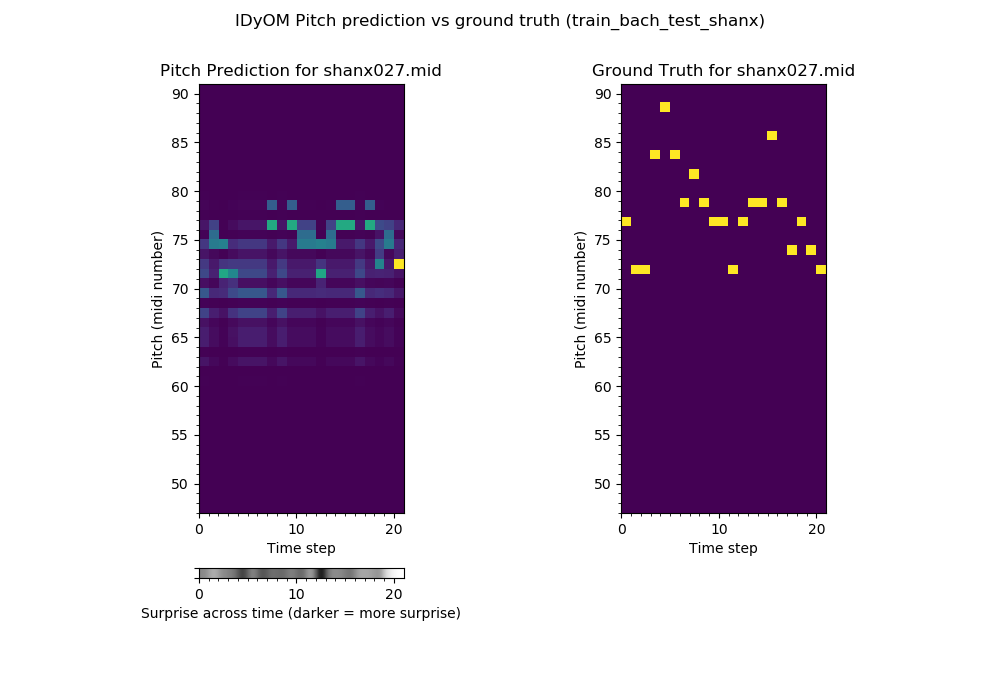 IDyOM Pitch prediction vs ground truth (train_bach_test_shanx)
Pitch Prediction for shanx027.mid
90
85
80
75
70
65
60
55
50
Pitch (midi number)
0 10 20
Time step
0 10 20
Surprise across time (darker = more surprise)
Ground Truth for shanx027.mid
90
85
80
75
70
65
60
55
50
Pitch (midi number)
0 10 20
Time step